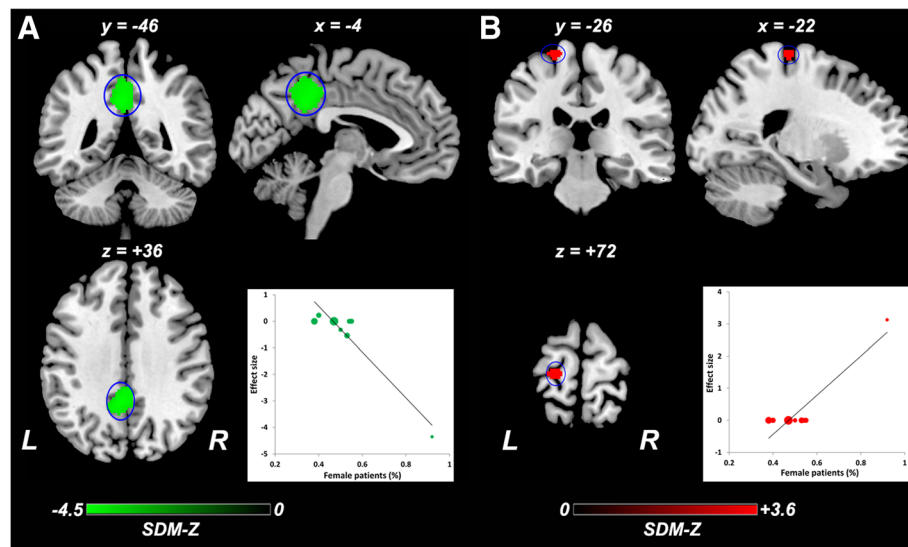 A
y = -46
x = -4
z = +36
L
R
1
0
-1
-2
-3
-4
-5
Effect size
0.2
0.4
0.6
0.8
1
Female patients (%)
-4.5
0
SDM-Z
B
y = -26
x = -22
z = +72
L
R
4
3
2
1
0
-1
Effect size
0.2
0.4
0.6
0.8
1
Female patients (%)
0
+3.6
SDM-Z